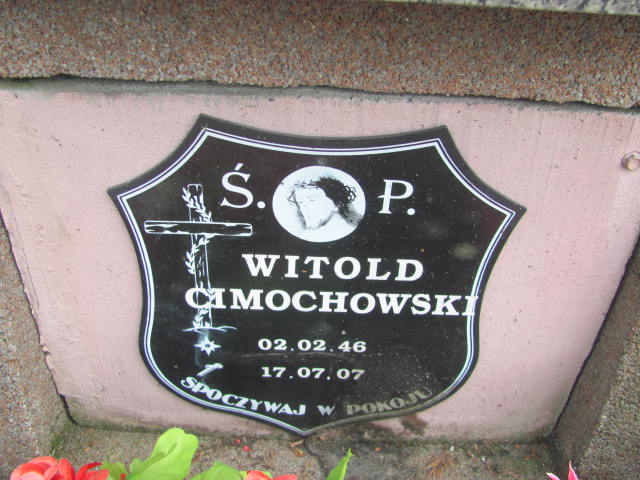 Ś. P.
WITOLD
CIMOCHOWSKI
02.02.46
17.07.07
SPOCZYWAJ W POKOJU